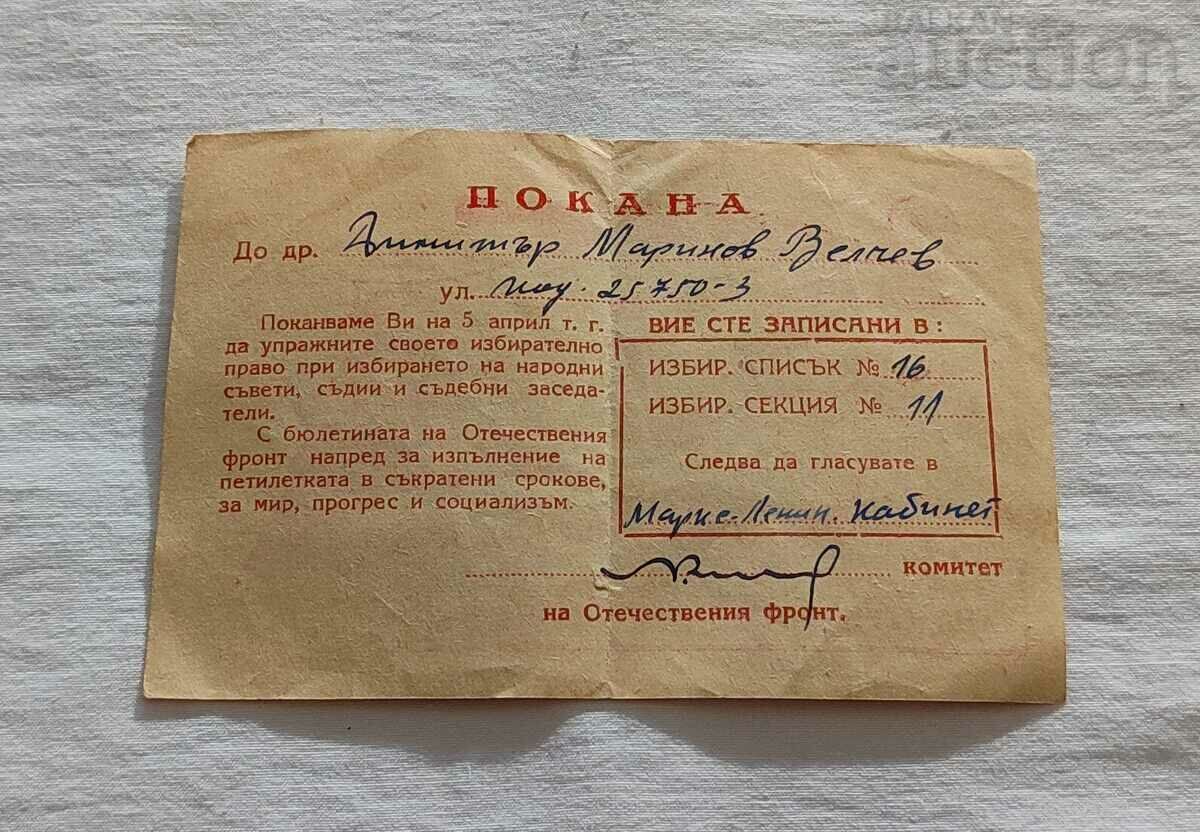 BALKAN
auction
ПОКАНА
До др. Димитър Маринов Велчев
ул. под. 25750-3
Поканваме Ви на 5 април т. г.
да упражните своето избирателно
право при избирането на народни
съвети, съдии и съдебни заседа-
тели.
С бюлетината на Отечествения
фронт напред за изпълнение на
петилетката в съкратени срокове,
за мир, прогрес и социализъм.
ВИЕ СТЕ ЗАПИСАНИ В:
ИЗБИР. СПИСЪК № 16
ИЗБИР. СЕКЦИЯ № 11
Следва да гласувате в
Маркс-Ленин. Кабинет
комитет
на Отечествения фронт.